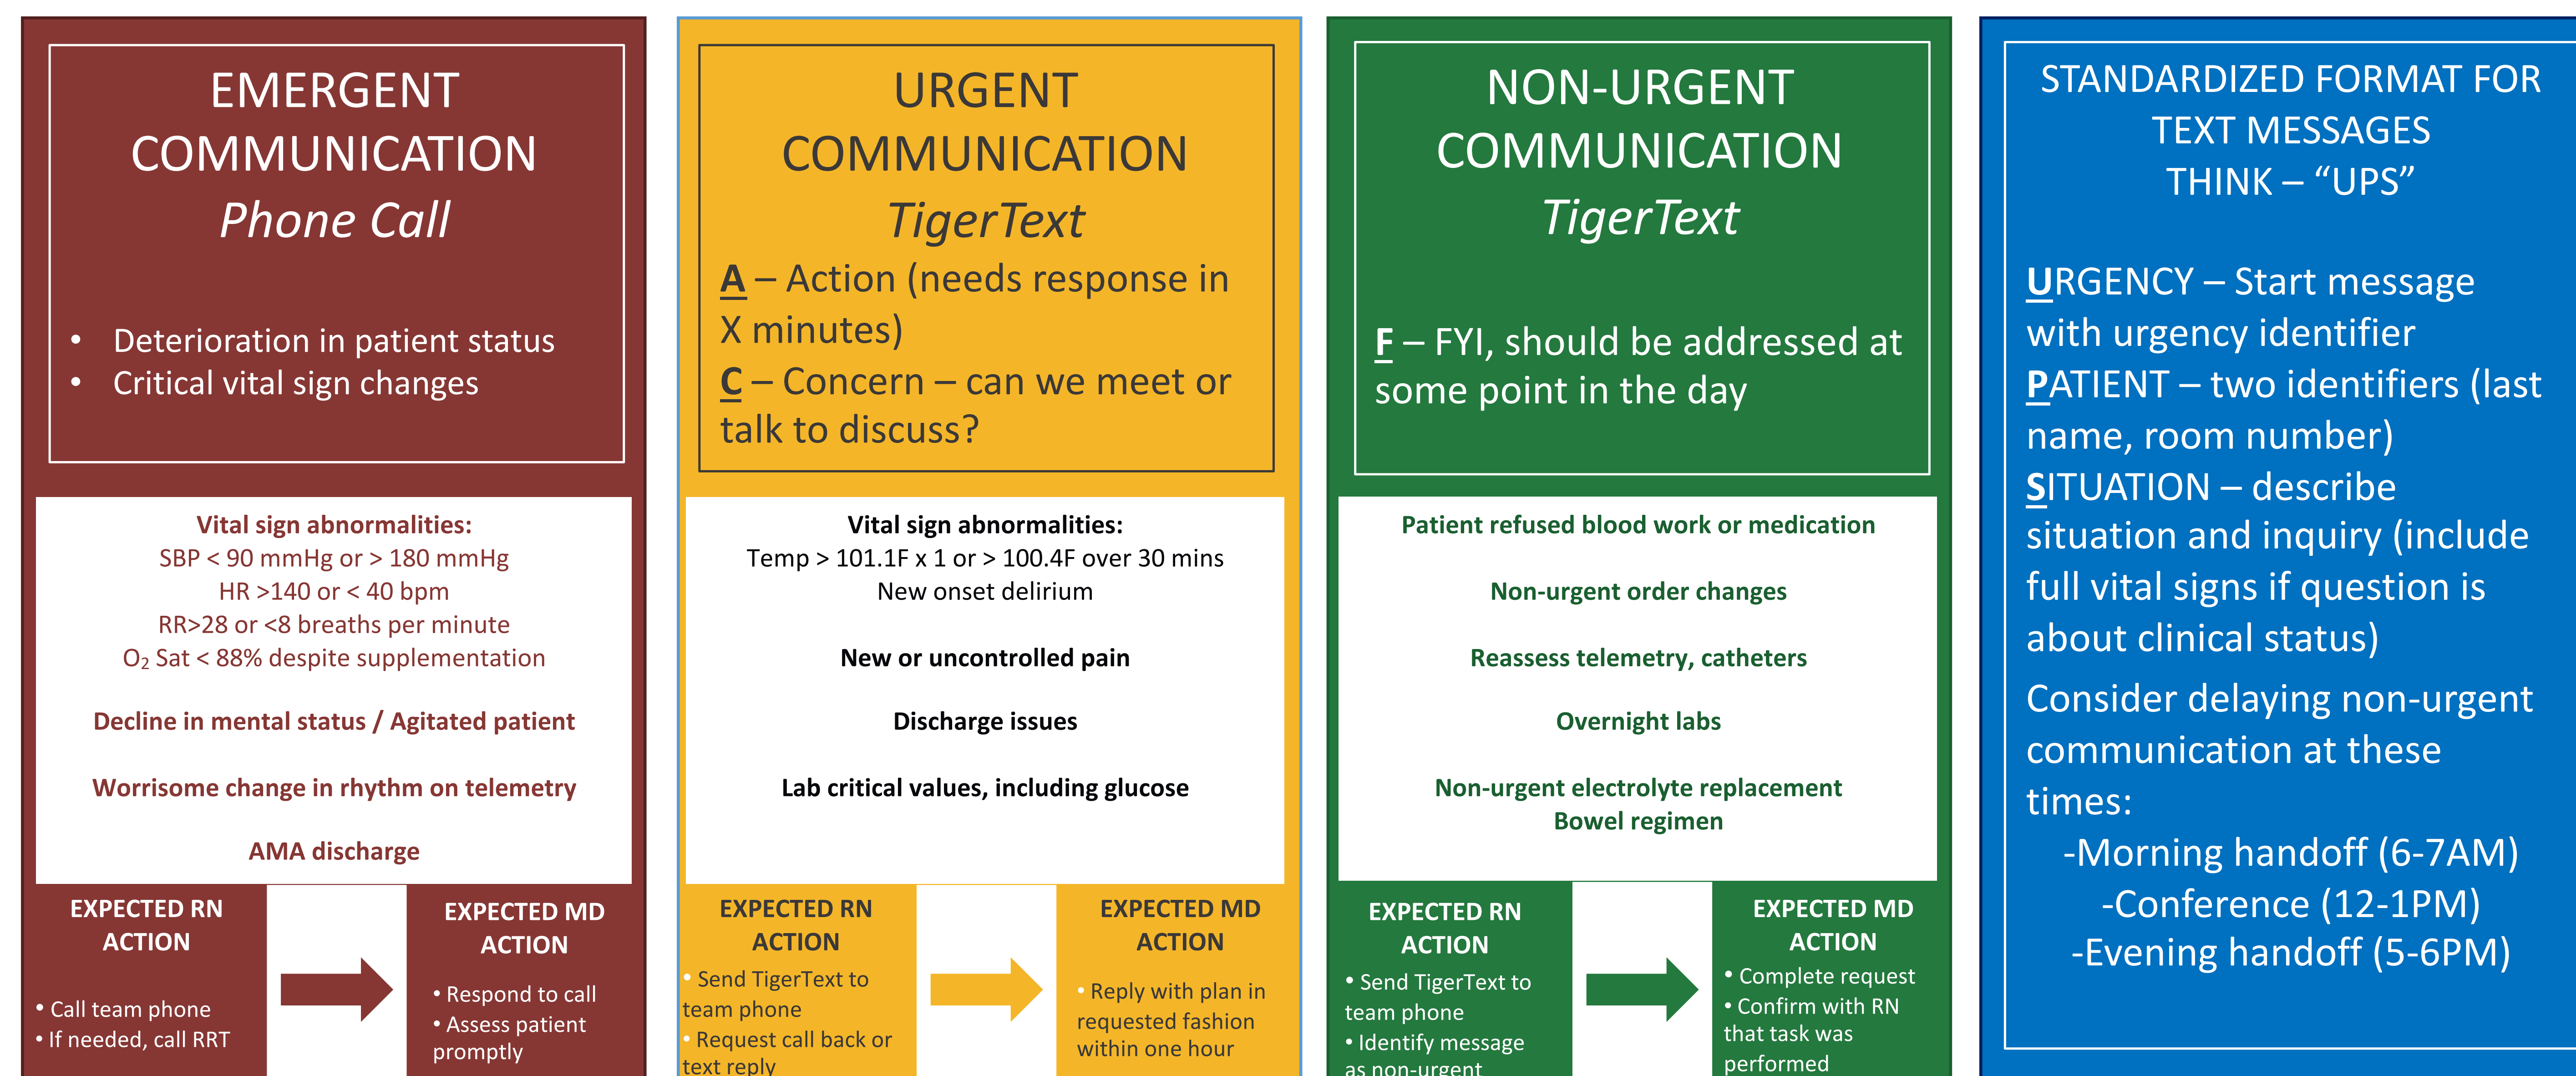 EMERGENT
COMMUNICATION
Phone Call
• Deterioration in patient status
• Critical vital sign changes
Vital sign abnormalities:
SBP < 90 mmHg or > 180 mmHg
HR >140 or < 40 bpm
RR>28 or <8 breaths per minute
O₂ Sat < 88% despite supplementation
Decline in mental status / Agitated patient
Worrisome change in rhythm on telemetry
AMA discharge
EXPECTED RN
ACTION
• Call team phone
• If needed, call RRT
EXPECTED MD
ACTION
• Respond to call
• Assess patient
promptly
URGENT
COMMUNICATION
TigerText
A – Action (needs response in
X minutes)
C – Concern – can we meet or
talk to discuss?
Vital sign abnormalities:
Temp > 101.1F x 1 or > 100.4F over 30 mins
New onset delirium
New or uncontrolled pain
Discharge issues
Lab critical values, including glucose
EXPECTED RN
ACTION
• Send TigerText to
team phone
• Request call back or
text reply
EXPECTED MD
ACTION
• Reply with plan in
requested fashion
within one hour
NON-URGENT
COMMUNICATION
TigerText
F – FYI, should be addressed at
some point in the day
Patient refused blood work or medication
Non-urgent order changes
Reassess telemetry, catheters
Overnight labs
Non-urgent electrolyte replacement
Bowel regimen
EXPECTED RN
ACTION
• Send TigerText to
team phone
• Identify message
as non-urgent
EXPECTED MD
ACTION
• Complete request
• Confirm with RN
that task was
performed
STANDARDIZED FORMAT FOR
TEXT MESSAGES
THINK – “UPS”
URGENCY – Start message
with urgency identifier
PATIENT – two identifiers (last
name, room number)
SITUATION – describe
situation and inquiry (include
full vital signs if question is
about clinical status)
Consider delaying non-urgent
communication at these
times:
-Morning handoff (6-7AM)
-Conference (12-1PM)
-Evening handoff (5-6PM)